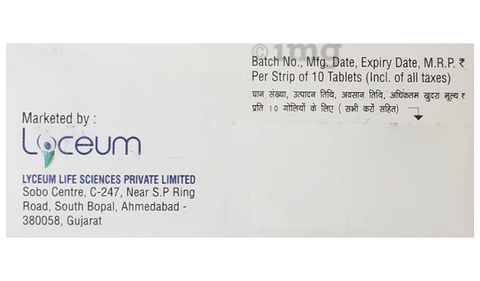 1mg
Batch No., Mfg. Date, Expiry Date, M.R.P. ₹
Per Strip of 10 Tablets (Incl. of all taxes)
घान संख्या, उत्पादन तिथि, अवसान तिथि, अधिकतम खुदरा मूल्य ₹
प्रति 10 गोलियों के लिए ( सभी करों सहित)
Marketed by :
Lyceum
LYCEUM LIFE SCIENCES PRIVATE LIMITED
Sobo Centre, C-247, Near S.P Ring
Road, South Bopal, Ahmedabad -
380058, Gujarat